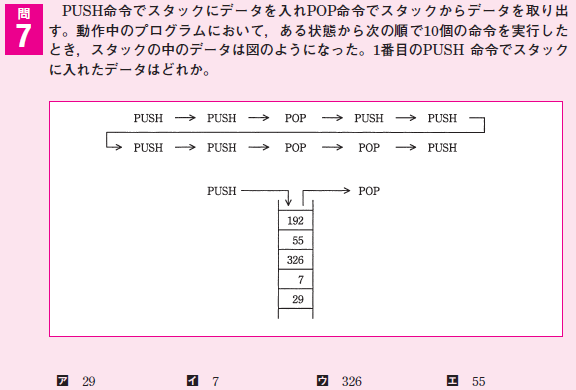 問
7
PUSH命令でスタックにデータを入れPOP命令でスタックからデータを取り出
す。動作中のプログラムにおいて，ある状態から次の順で10個の命令を実行した
とき，スタックの中のデータは図のようになった。1番目のPUSH 命令でスタック
に入れたデータはどれか。
PUSH → PUSH → POP → PUSH → PUSH
→ PUSH → PUSH → POP → POP → PUSH
PUSH → POP
192
55
326
7
29
ア 29 イ 7 ウ 326 エ 55